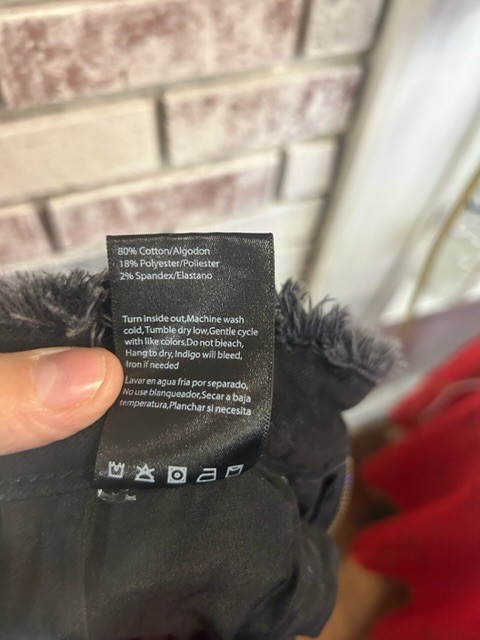 80% Cotton/Algodon
18% Polyester/Poliester
2% Spandex/Elastano
Turn inside out,Machine wash
cold,Tumble dry low,Gentle cycle
with like colors,Do not bleach,
Hang to dry, Indigo will bleed,
Iron if needed
Lavar en agua fria por separado,
No use blanqueador,Secar a baja
temperatura,Planchar si necesita